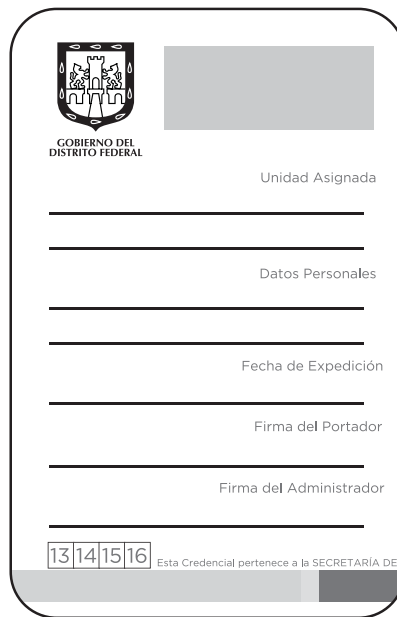 GOBIERNO DEL
DISTRITO FEDERAL
Unidad Asignada
Datos Personales
Fecha de Expedición
Firma del Portador
Firma del Administrador
13 14 15 16 Esta Credencial pertenece a la SECRETARÍA DE